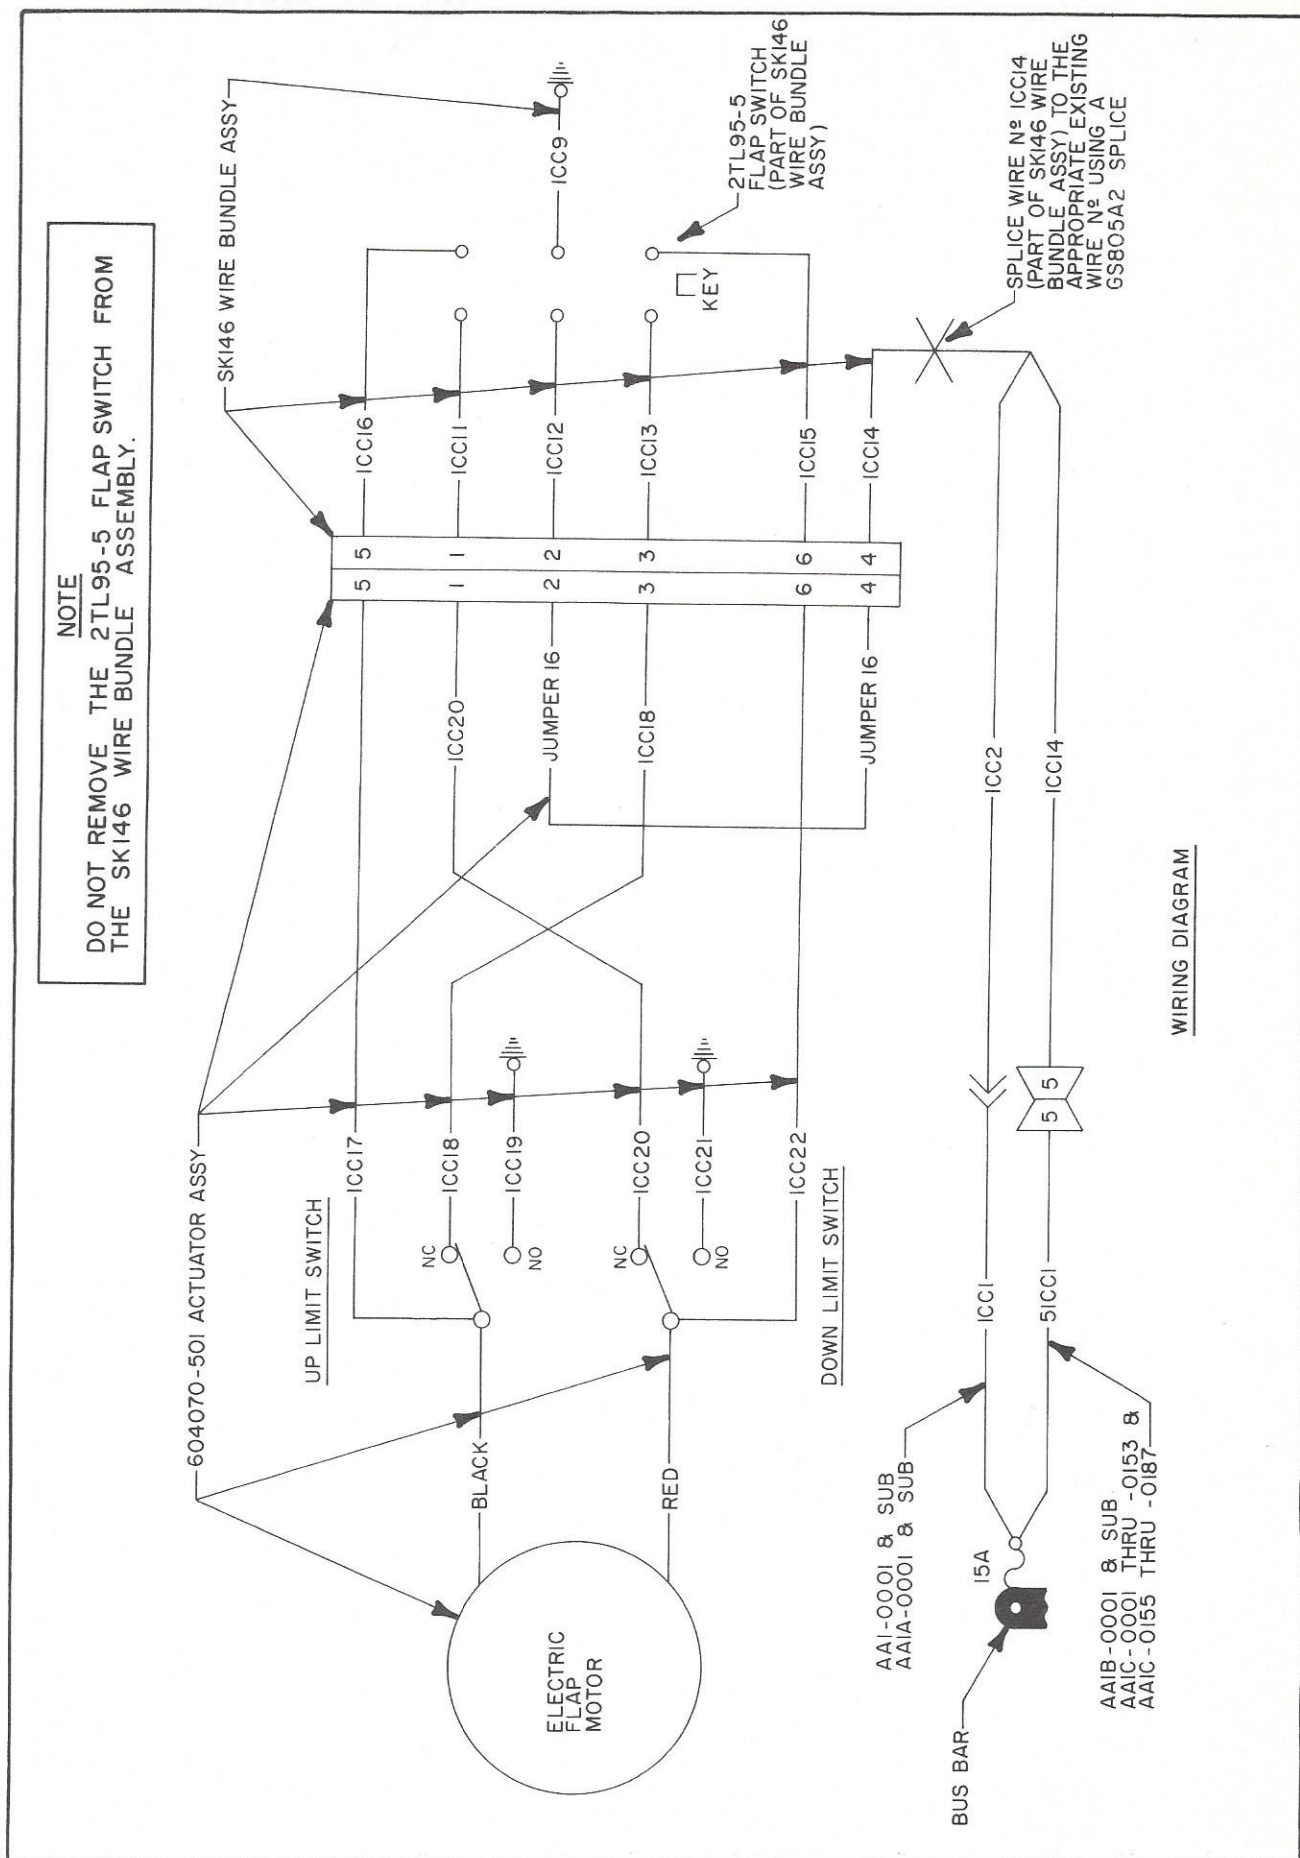 NOTE
DO NOT REMOVE THE 2TL95-5 FLAP SWITCH FROM
THE SK146 WIRE BUNDLE ASSEMBLY.
604070-501 ACTUATOR ASSY
SK146 WIRE BUNDLE ASSY
UP LIMIT SWITCH
1CC17
5
5
1CC16
BLACK
NC
1CC18
1CC20
1
1
1CC11
NO
1CC19
JUMPER 16
2
2
1CC12
1CC9
ELECTRIC
FLAP
MOTOR
RED
NC
1CC20
1CC18
3
3
1CC13
KEY
2TL95-5
FLAP SWITCH
(PART OF SK146
WIRE BUNDLE
ASSY)
NO
1CC21
1CC22
6
6
1CC15
DOWN LIMIT SWITCH
JUMPER 16
4
4
1CC14
AA1-0001 & SUB
AA1A-0001 & SUB
15A
BUS BAR
1CC1
1CC2
51CC1
5
5
1CC14
SPLICE WIRE Nº 1CC14
(PART OF SK146 WIRE
BUNDLE ASSY) TO THE
APPROPRIATE EXISTING
WIRE Nº USING A
GS805A2 SPLICE
AA1B-0001 & SUB
AA1C-0001 THRU -0153 &
AA1C-0155 THRU -0187
WIRING DIAGRAM